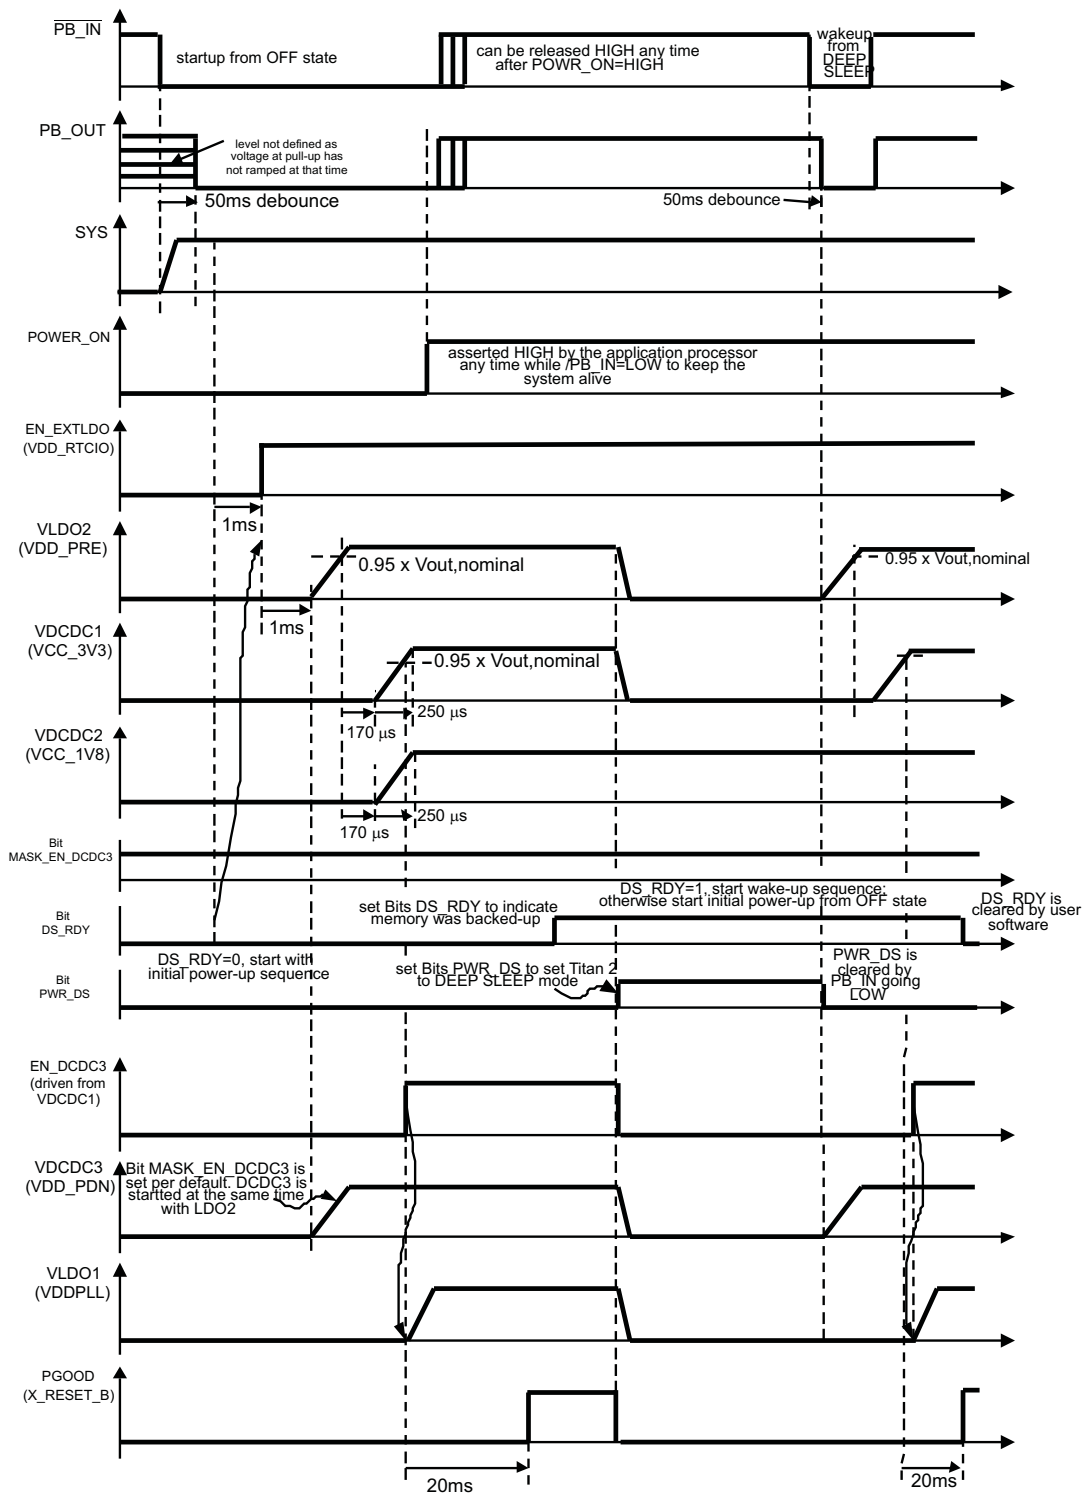 PB_IN
startup from OFF state
can be released HIGH any time
after POWR_ON=HIGH
wakeup
from
DEEP
SLEEP
PB_OUT
level not defined as
voltage at pull-up has
not ramped at that time
50ms debounce
50ms debounce
SYS
POWER_ON
asserted HIGH by the application processor
any time while /PB_IN=LOW to keep the
system alive
EN_EXTLDO
(VDD_RTCIO)
1ms
VLDO2
(VDD_PRE)
0.95 x Vout,nominal
0.95 x Vout,nominal
1ms
VDCDC1
(VCC_3V3)
0.95 x Vout,nominal
250 μs
170 μs
VDCDC2
(VCC_1V8)
250 μs
170 μs
Bit
MASK_EN_DCDC3
Bit
DS_RDY
set Bits DS_RDY to indicate
memory was backed-up
DS_RDY=1, start wake-up sequence;
otherwise start initial power-up from OFF state
DS_RDY is
cleared by user
software
DS_RDY=0, start with
initial power-up sequence
Bit
PWR_DS
set Bits PWR_DS to set Titan 2
to DEEP SLEEP mode
PWR_DS is
cleared by
PB_IN going
LOW
EN_DCDC3
(driven from
VDCDC1)
VDCDC3
(VDD_PDN)
Bit MASK_EN_DCDC3 is
set per default. DCDC3 is
startted at the same time
with LDO2
VLDO1
(VDDPLL)
PGOOD
(X_RESET_B)
20ms
20ms